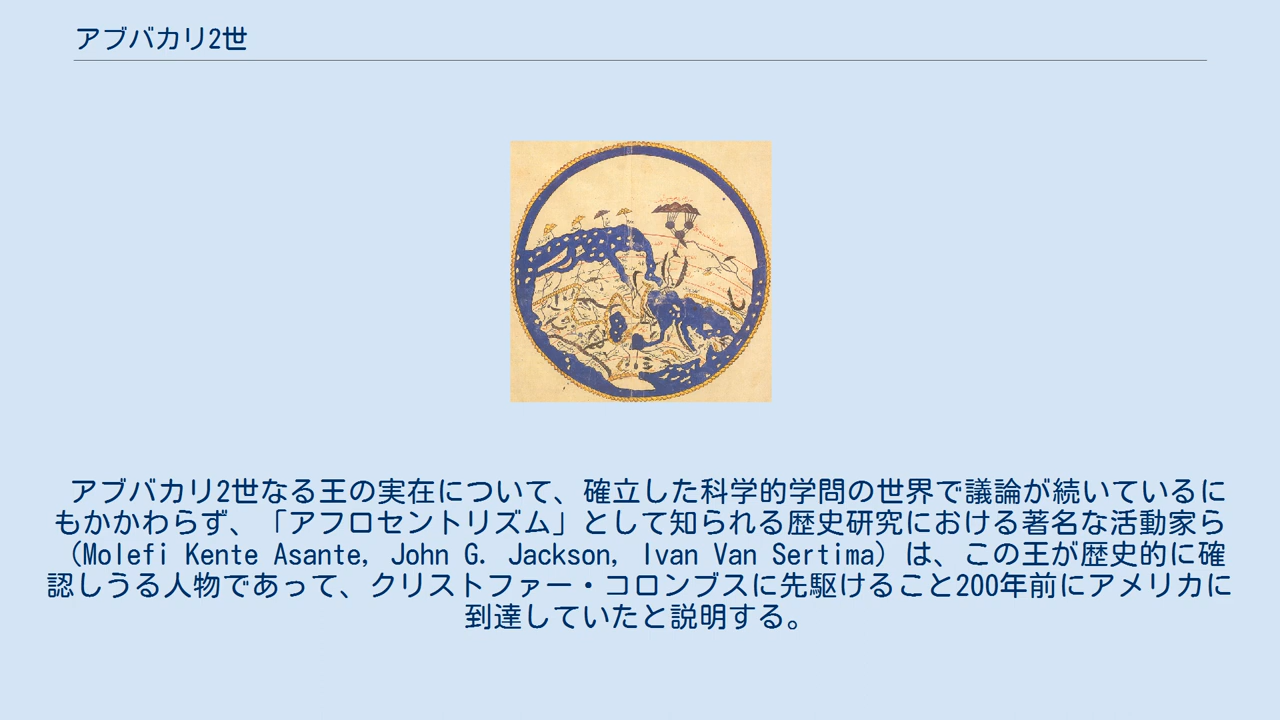 アブバカリ2世
アブバカリ2世なる王の実在について、確立した科学的学問の世界で議論が続いているに
もかかわらず、「アフロセントリズム」として知られる歴史研究における著名な活動家ら
（Molefi Kente Asante, John G. Jackson, Ivan Van Sertima）は、この王が歴史的に確
認しうる人物であって、クリストファー・コロンブスに先駆けること200年前にアメリカに
到達していたと説明する。